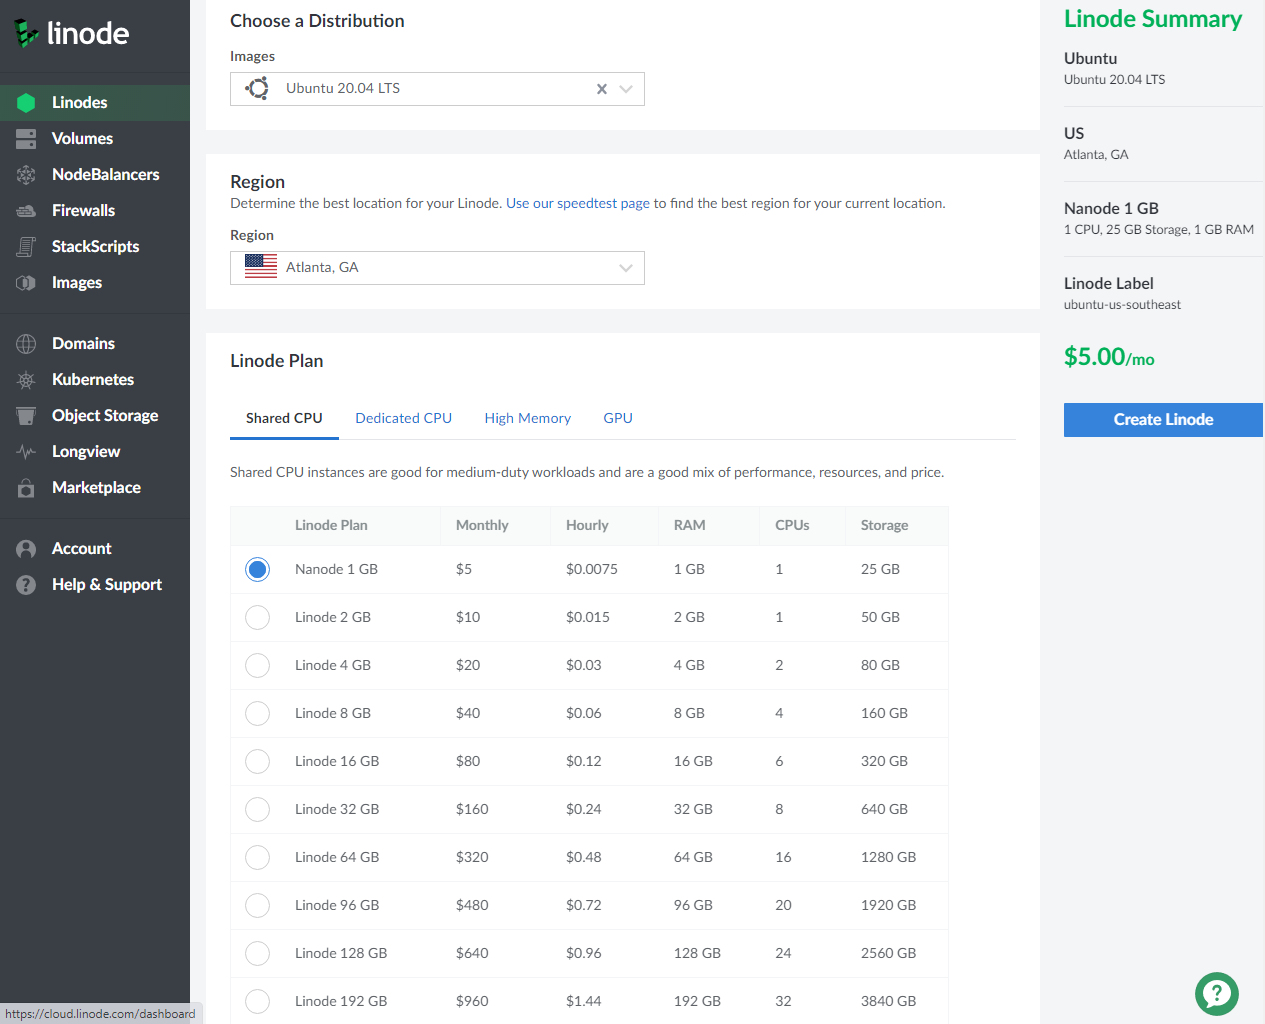 linode
Linodes
Volumes
NodeBalancers
Firewalls
StackScripts
Images
Domains
Kubernetes
Object Storage
Longview
Marketplace
Account
Help & Support
https://cloud.linode.com/dashboard
Choose a Distribution
Images
Ubuntu 20.04 LTS
Region
Determine the best location for your Linode. Use our speedtest page to find the best region for your current location.
Region
Atlanta, GA
Linode Plan
Shared CPU Dedicated CPU High Memory GPU
Shared CPU instances are good for medium-duty workloads and are a good mix of performance, resources, and price.
Linode Plan Monthly Hourly RAM CPUs Storage
Nanode 1 GB $5 $0.0075 1 GB 1 25 GB
Linode 2 GB $10 $0.015 2 GB 1 50 GB
Linode 4 GB $20 $0.03 4 GB 2 80 GB
Linode 8 GB $40 $0.06 8 GB 4 160 GB
Linode 16 GB $80 $0.12 16 GB 6 320 GB
Linode 32 GB $160 $0.24 32 GB 8 640 GB
Linode 64 GB $320 $0.48 64 GB 16 1280 GB
Linode 96 GB $480 $0.72 96 GB 20 1920 GB
Linode 128 GB $640 $0.96 128 GB 24 2560 GB
Linode 192 GB $960 $1.44 192 GB 32 3840 GB
Linode Summary
Ubuntu
Ubuntu 20.04 LTS
US
Atlanta, GA
Nanode 1 GB
1 CPU, 25 GB Storage, 1 GB RAM
Linode Label
ubuntu-us-southeast
$5.00/mo
Create Linode